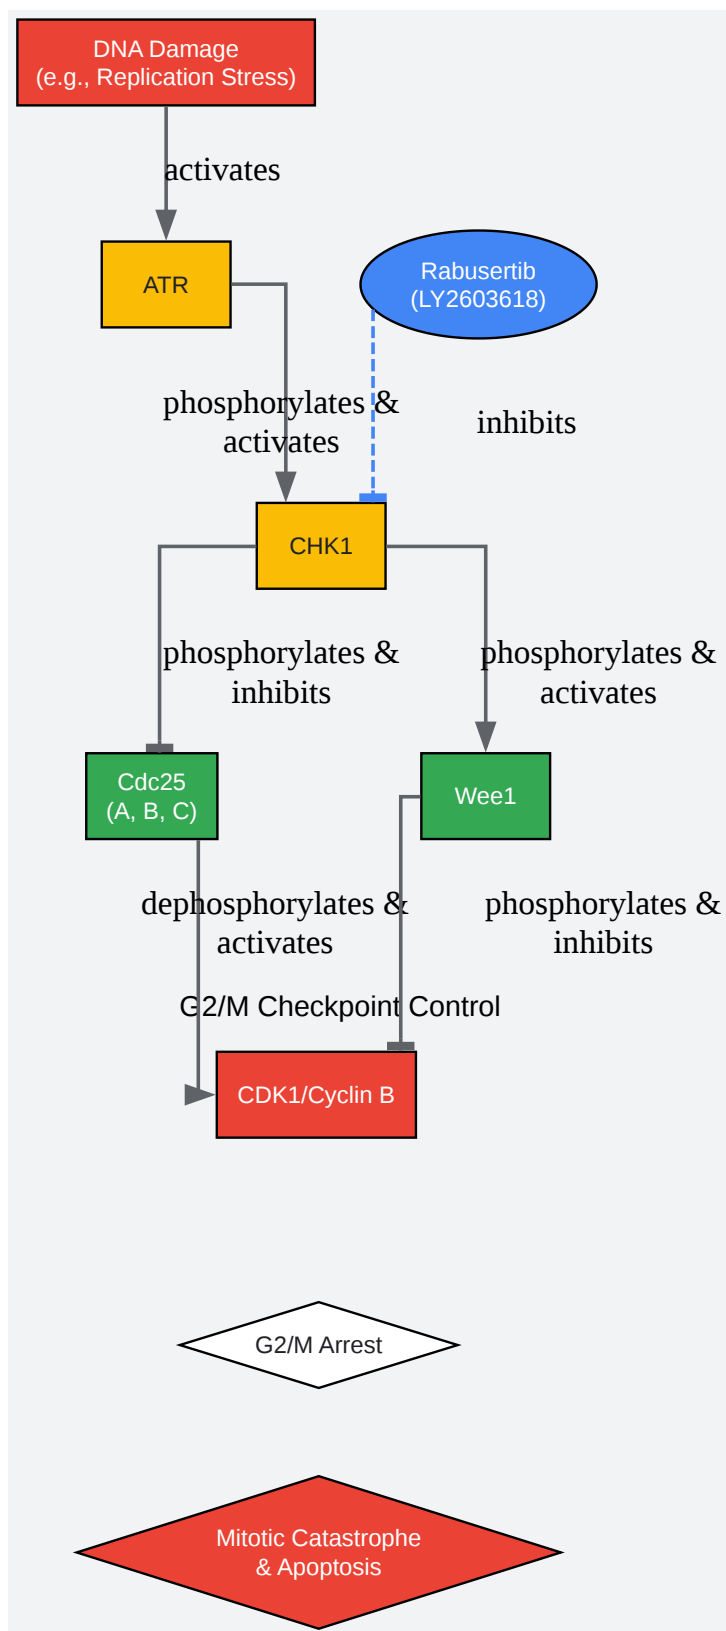 DNA Damage
(e.g., Replication Stress)
activates
ATR
Rabusertib
(LY2603618)
phosphorylates &
activates
inhibits
CHK1
phosphorylates &
inhibits
phosphorylates &
activates
Cdc25
(A, B, C)
Wee1
dephosphorylates &
activates
phosphorylates &
inhibits
G2/M Checkpoint Control
CDK1/Cyclin B
G2/M Arrest
Mitotic Catastrophe
& Apoptosis